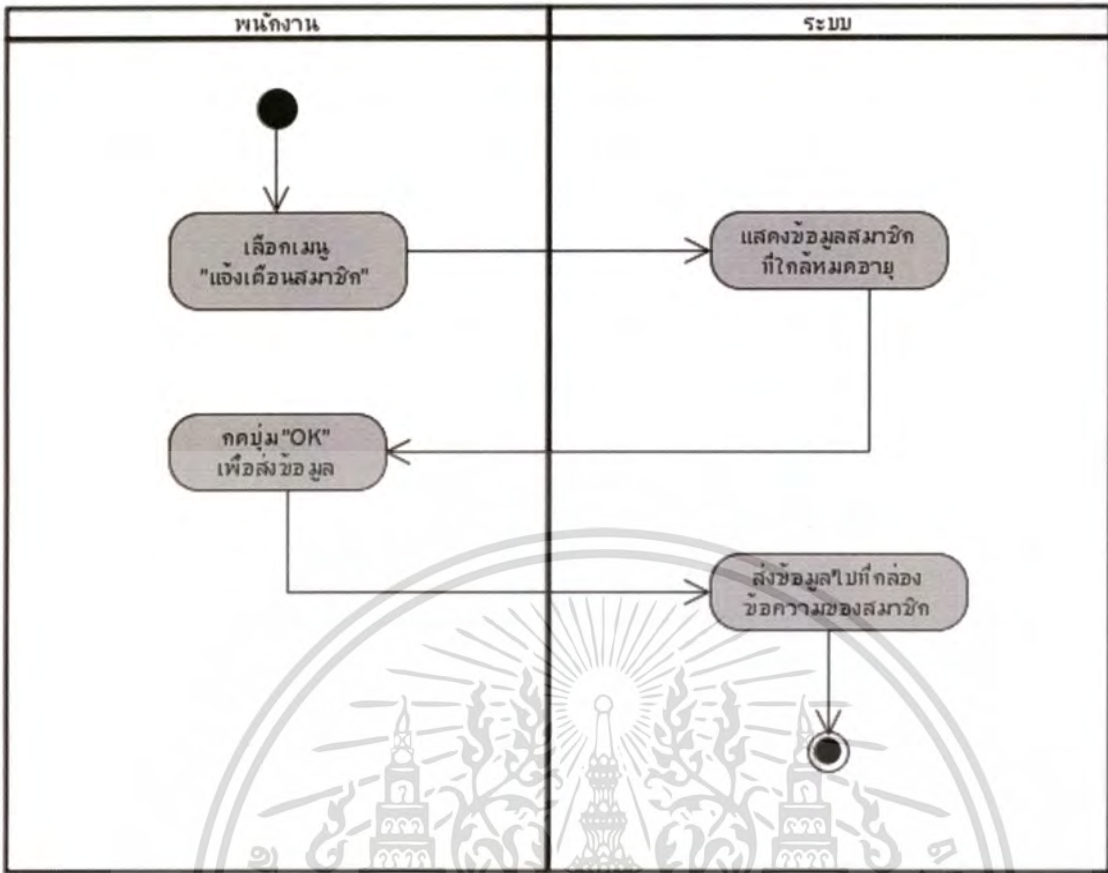 พนักงาน
ระบบ
เลือกเมนู
"แจ้งเตือนสมาชิก"
แสดงข้อมูลสมาชิก
ที่ใกล้หมดอายุ
กดปุ่ม "OK"
เพื่อส่งข้อมูล
ส่งข้อมูลไปที่กล่อง
ข้อความของสมาชิก